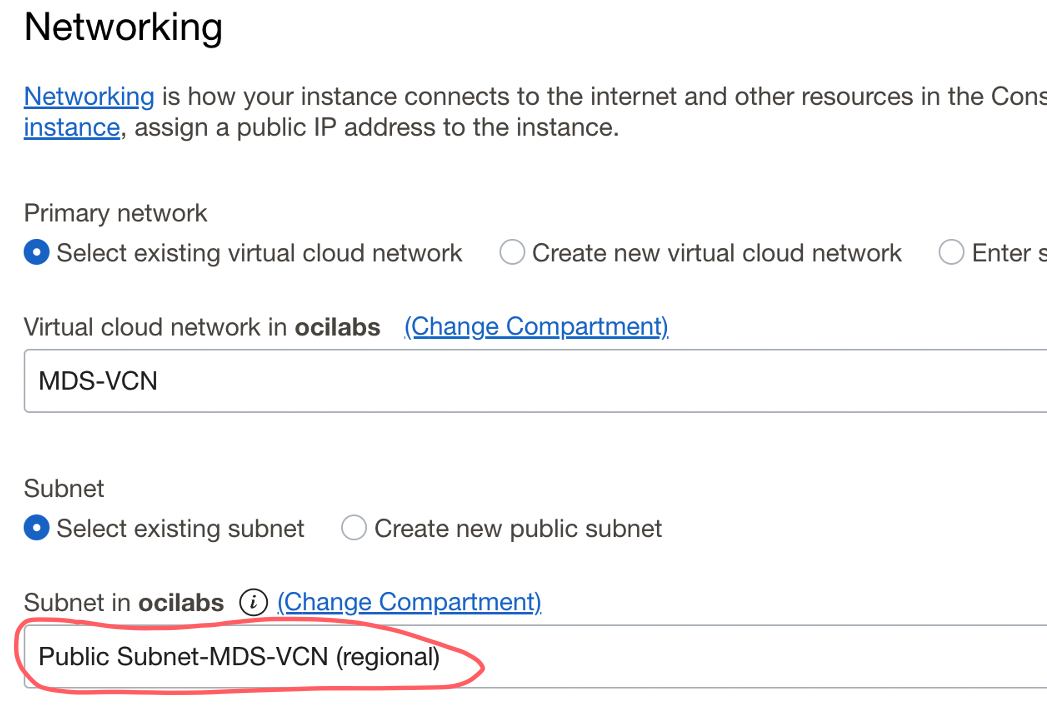 Networking
Networking is how your instance connects to the internet and other resources in the Cons
instance, assign a public IP address to the instance.
Primary network
Select existing virtual cloud network Create new virtual cloud network Enter s
Virtual cloud network in ocilabs (Change Compartment)
MDS-VCN
Subnet
Select existing subnet Create new public subnet
Subnet in ocilabs i (Change Compartment)
Public Subnet-MDS-VCN (regional)